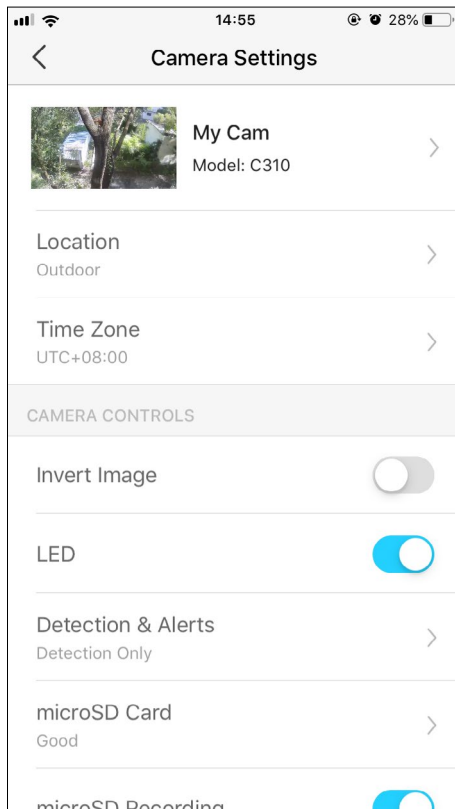 14:55
28%
Camera Settings
My Cam
Model: C310
Location
Outdoor
Time Zone
UTC+08:00
CAMERA CONTROLS
Invert Image
LED
Detection & Alerts
Detection Only
microSD Card
Good
microSD Recording